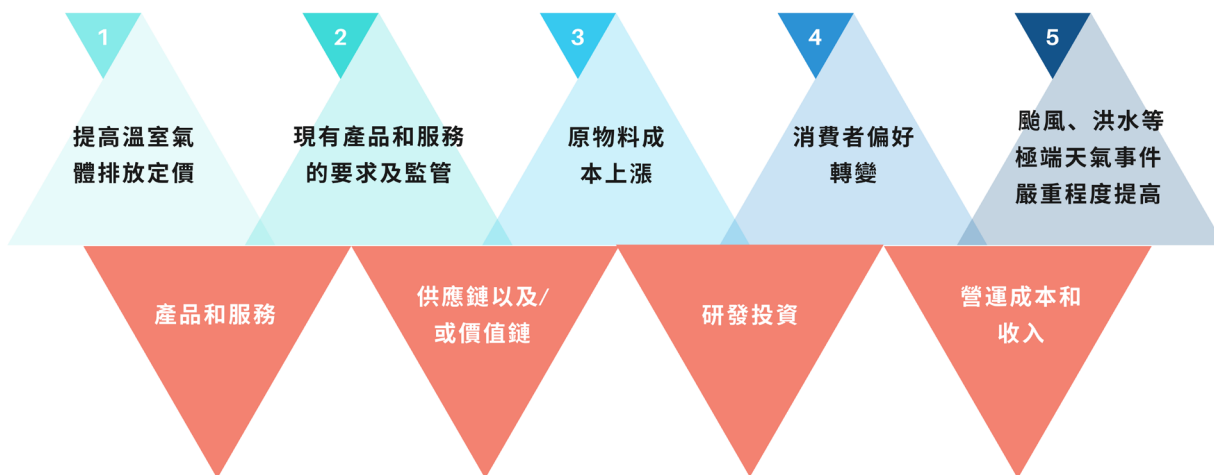 1
提高溫室氣
體排放定價
2
現有產品和服務
的要求及監管
3
原物料成
本上漲
4
消費者偏好
轉變
5
颱風、洪水等
極端天氣事件
嚴重程度提高
產品和服務
供應鏈以及/
或價值鏈
研發投資
營運成本和
收入